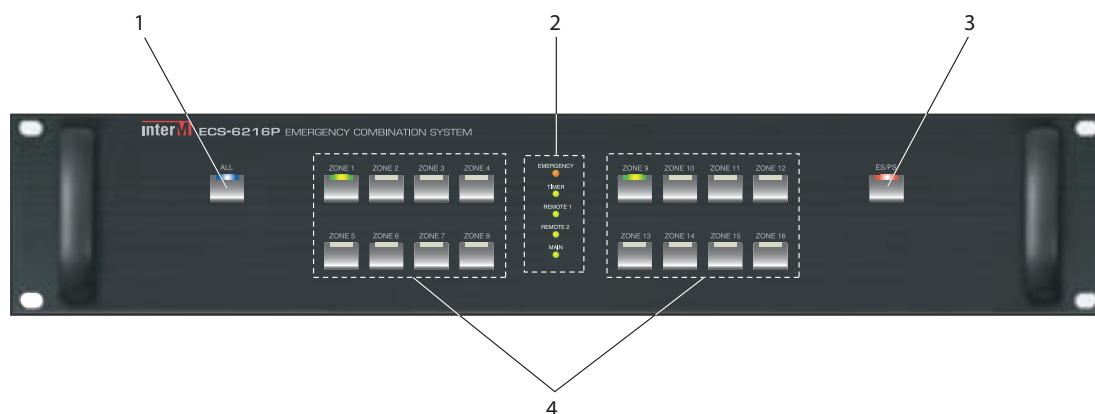 1 2 3
InterM ECS-6216P EMERGENCY COMBINATION SYSTEM
ALL
ZONE 1 ZONE 2 ZONE 3 ZONE 4
ZONE 5 ZONE 6 ZONE 7 ZONE 8
EMERGENCY
TIMER
REMOTE 1
REMOTE 2
MAIN
ZONE 9 ZONE 10 ZONE 11 ZONE 12
ZONE 13 ZONE 14 ZONE 15 ZONE 16
ES/PS
4